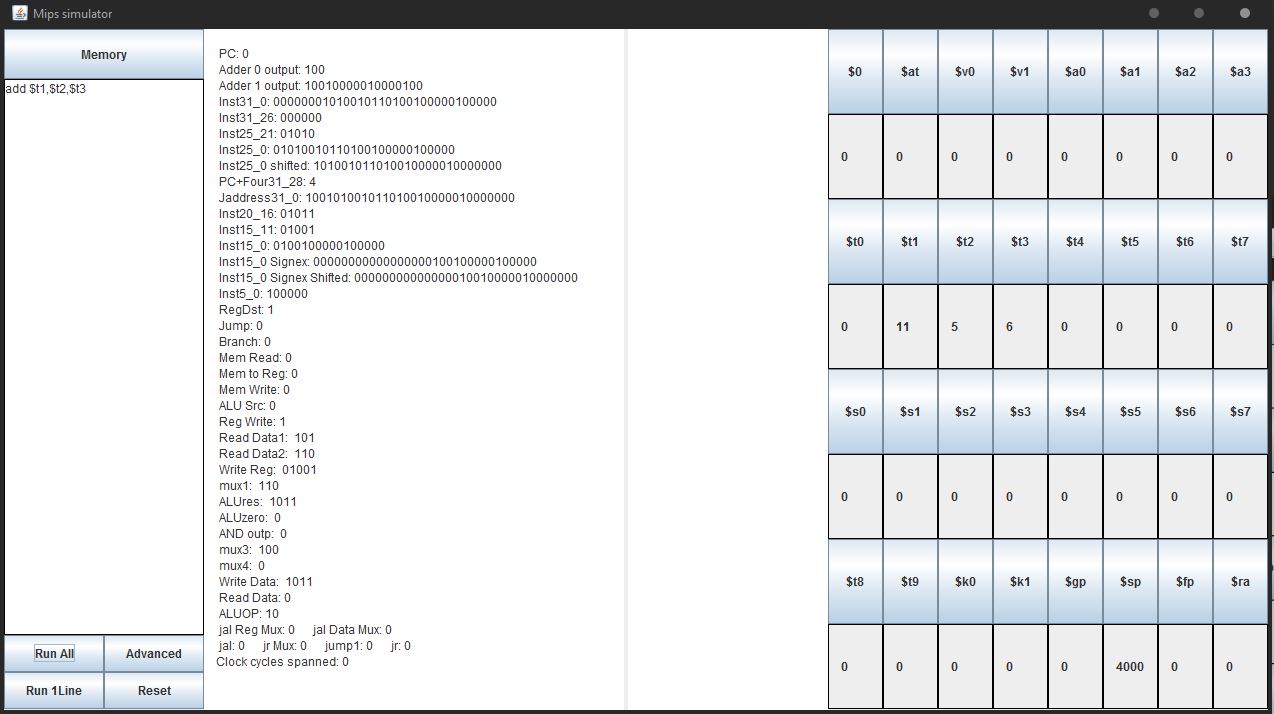 Mips simulator
Memory
add $t1,$t2,$t3
Run All
Advanced
Run 1Line
Reset
PC: 0
Adder 0 output: 100
Adder 1 output: 10010000010000100
Inst31_0: 00000001010010110100100000100000
Inst31_26: 000000
Inst25_21: 01010
Inst25_0: 01010010110100100000100000
Inst25_0 shifted: 101001011010010000010000000
PC+Four31_28: 4
Jaddress31_0: 100101001011010010000010000000
Inst20_16: 01011
Inst15_11: 01001
Inst15_0: 0100100000100000
Inst15_0 Signex: 00000000000000000100100000100000
Inst15_0 Signex Shifted: 00000000000000010010000010000000
Inst5_0: 100000
RegDst: 1
Jump: 0
Branch: 0
Mem Read: 0
Mem to Reg: 0
Mem Write: 0
ALU Src: 0
Reg Write: 1
Read Data1: 101
Read Data2: 110
Write Reg: 01001
mux1: 110
ALUres: 1011
ALUzero: 0
AND outp: 0
mux3: 100
mux4: 0
Write Data: 1011
Read Data: 0
ALUOP: 10
jal Reg Mux: 0 jal Data Mux: 0
jal: 0 jr Mux: 0 jump1: 0 jr: 0
Clock cycles spanned: 0
$0 $at $v0 $v1 $a0 $a1 $a2 $a3
0 0 0 0 0 0 0 0
$t0 $t1 $t2 $t3 $t4 $t5 $t6 $t7
0 11 5 6 0 0 0 0
$s0 $s1 $s2 $s3 $s4 $s5 $s6 $s7
0 0 0 0 0 0 0 0
$t8 $t9 $k0 $k1 $gp $sp $fp $ra
0 0 0 0 0 4000 0 0